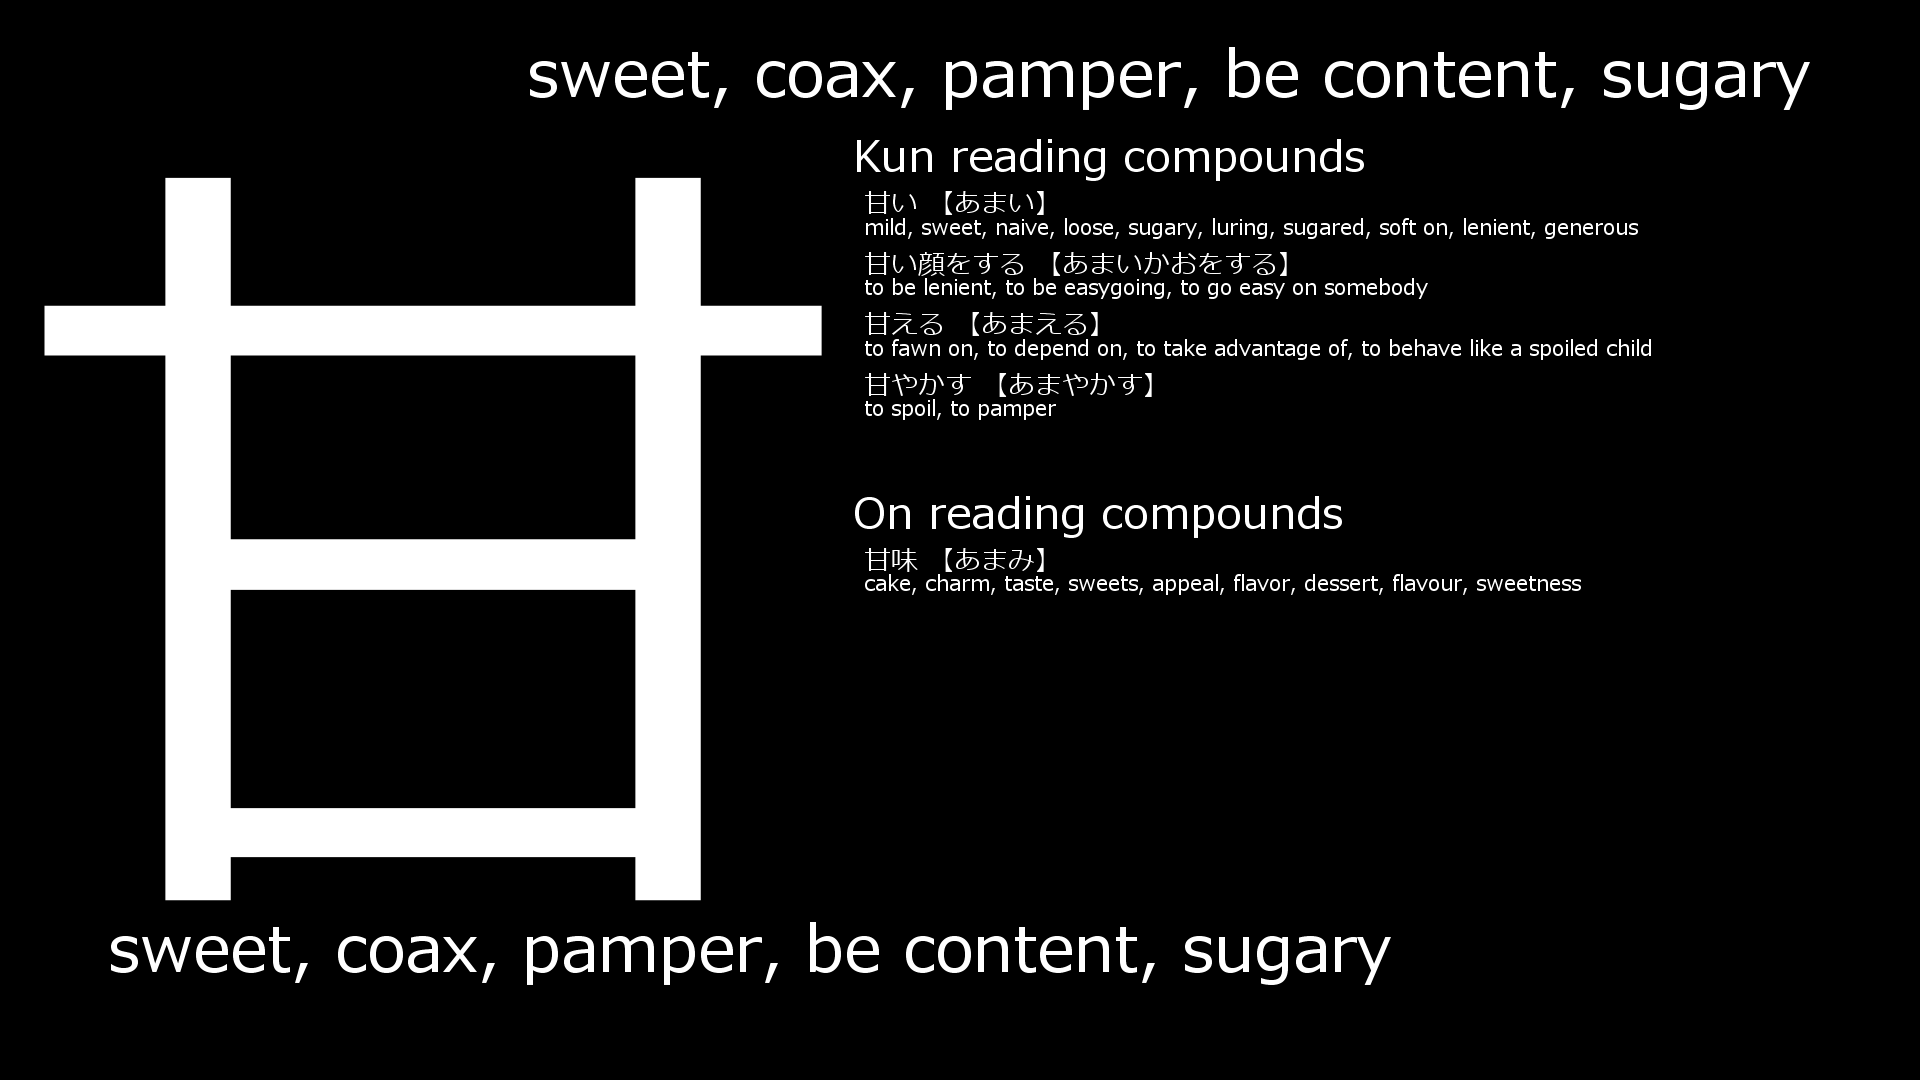 sweet, coax, pamper, be content, sugary
甘
Kun reading compounds
甘い 【あまい】
mild, sweet, naive, loose, sugary, luring, sugared, soft on, lenient, generous
甘い顔をする 【あまいかおをする】
to be lenient, to be easygoing, to go easy on somebody
甘える 【あまえる】
to fawn on, to depend on, to take advantage of, to behave like a spoiled child
甘やかす 【あまやかす】
to spoil, to pamper
On reading compounds
甘味 【あまみ】
cake, charm, taste, sweets, appeal, flavor, dessert, flavour, sweetness
sweet, coax, pamper, be content, sugary